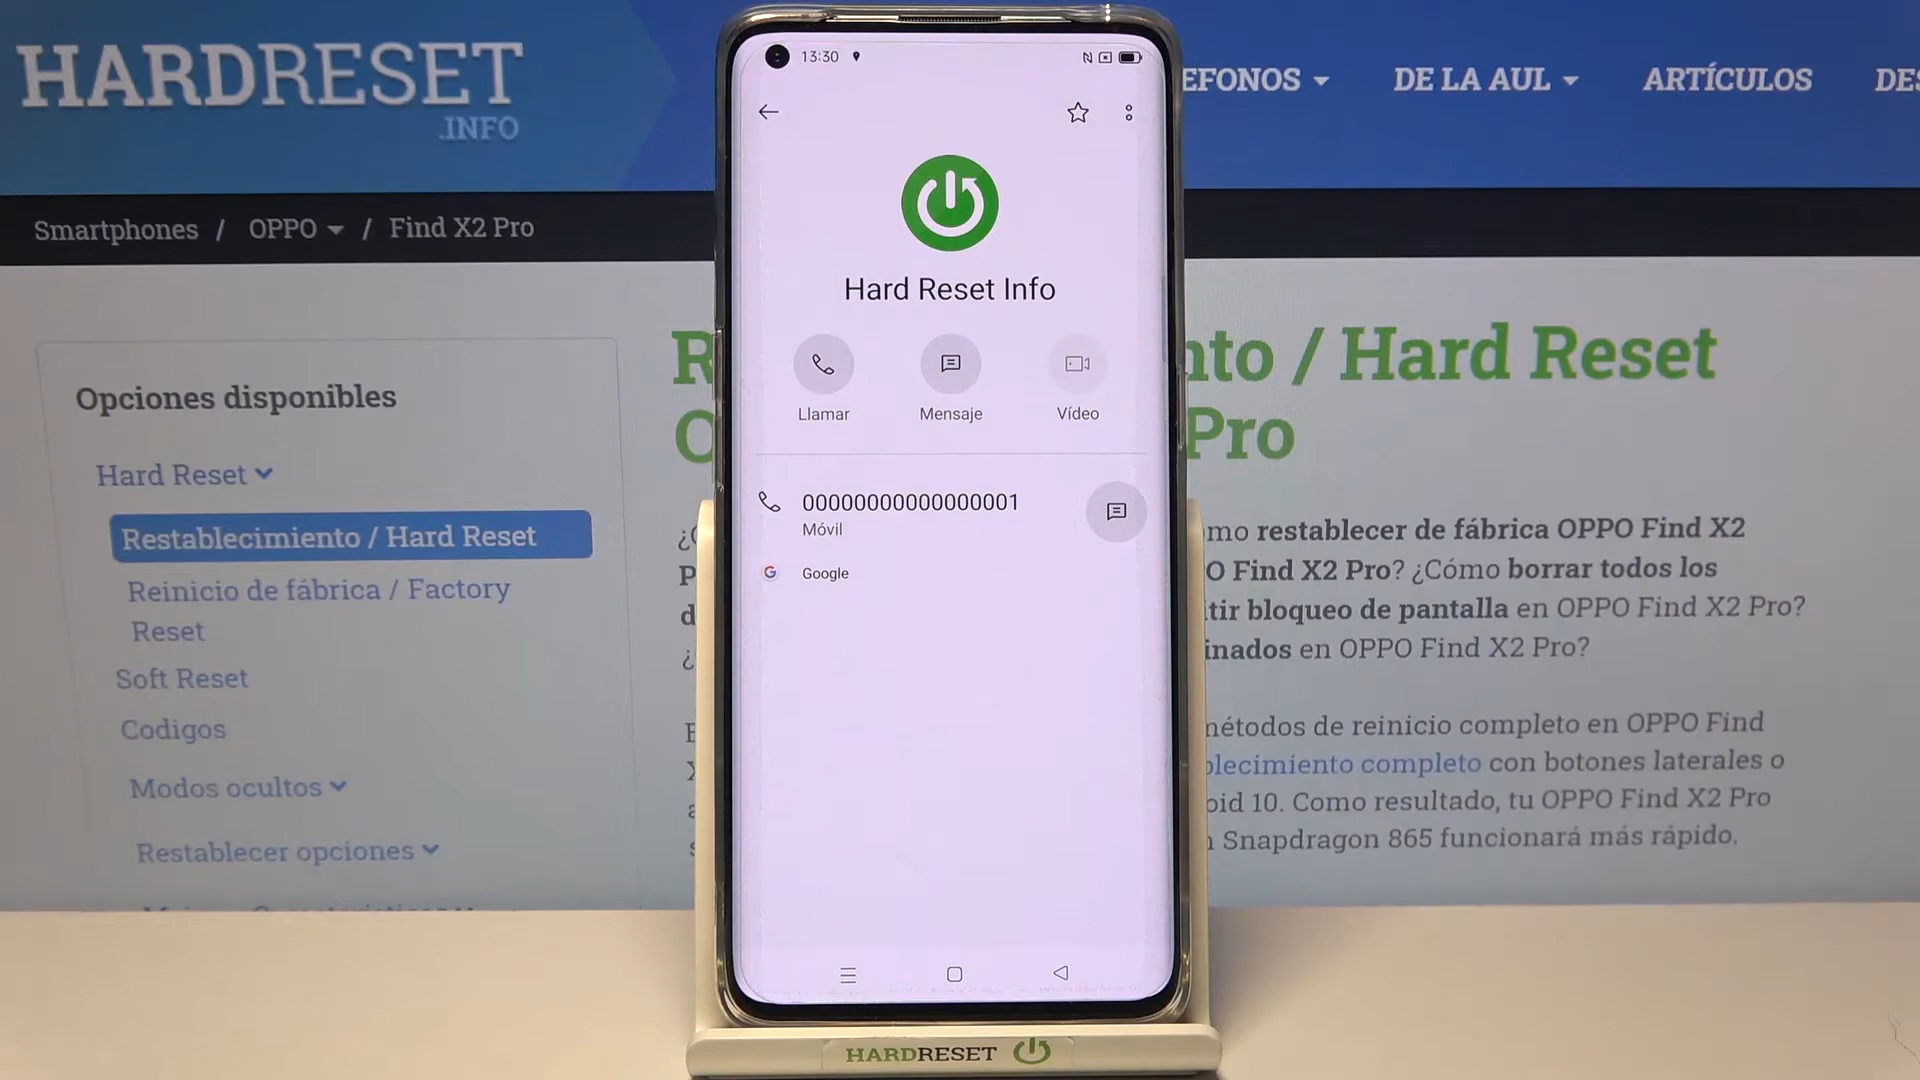 HARDRESET
.INFO
EFONOS
DE LA AUL
ARTÍCULOS
DES
Smartphones / OPPO / Find X2 Pro
Opciones disponibles
Hard Reset
Restablecimiento / Hard Reset
Reinicio de fábrica / Factory
Reset
Soft Reset
Codigos
Modos ocultos
Restablecer opciones
13:30
Hard Reset Info
Llamar
Mensaje
Vídeo
00000000000000001
Móvil
G
Google
HARDRESET
R nto / Hard Reset
O Pro
¿C mo restablecer de fábrica OPPO Find X2
P O Find X2 Pro? ¿Cómo borrar todos los
d tir bloqueo de pantalla en OPPO Find X2 Pro?
¿ inados en OPPO Find X2 Pro?
E métodos de reinicio completo en OPPO Find
X blecimiento completo con botones laterales o
a oid 10. Como resultado, tu OPPO Find X2 Pro
s n Snapdragon 865 funcionará más rápido.